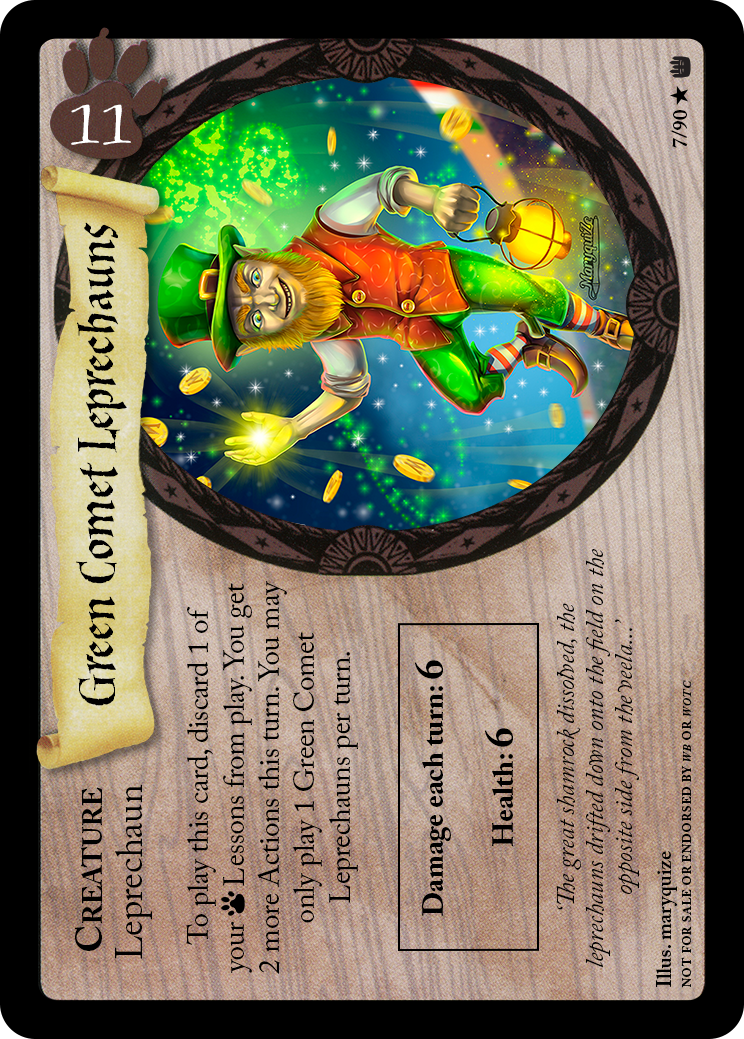 11
Green Comet Leprechauns
CREATURE
Leprechaun
To play this card, discard 1 of
your Lessons from play. You get
2 more Actions this turn. You may
only play 1 Green Comet
Leprechauns per turn.
Damage each turn: 6
Health: 6
'The great shamrock dissolved, the
leprechauns drifted down onto the field on the
opposite side from the veela...'
Illus. maryquize
NOT FOR SALE OR ENDORSED BY WB OR WOTC
7/90
Maryquize